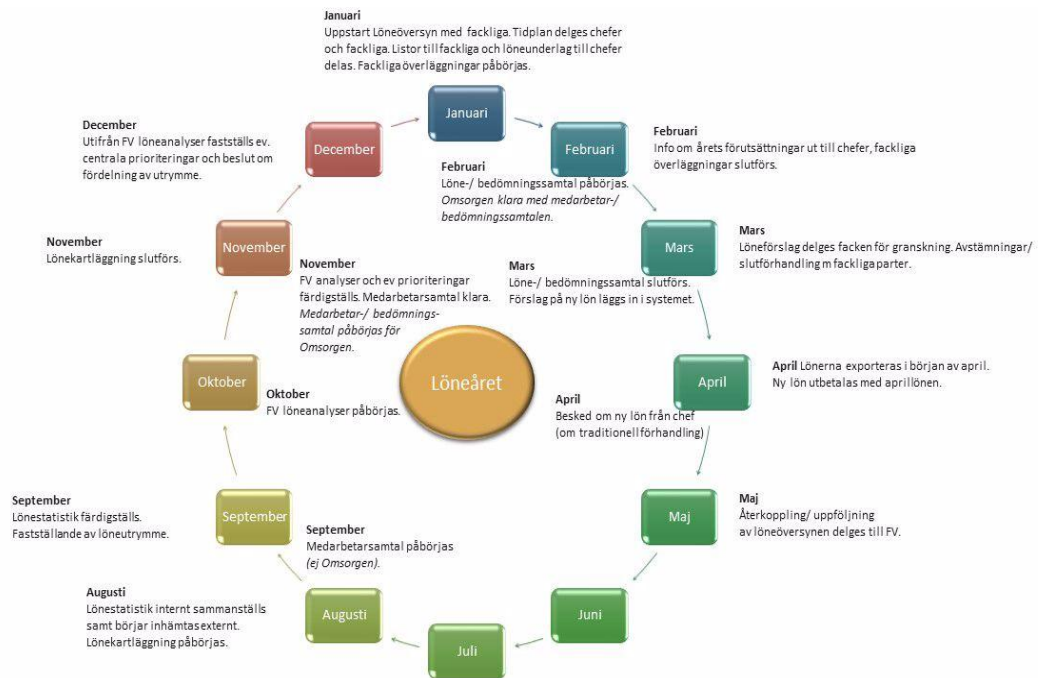 Januari
Uppstart Löneöversyn med fackliga. Tidplan delges chefer
och fackliga. Listor till fackliga och löneunderlag till chefer
delas. Fackliga överläggningar påbörjas.
Januari
Februari
Februari
Info om årets förutsättningar ut till chefer, fackliga
överläggningar slutförs.
Februari
Löne-/ bedömningssamtal påbörjas.
Omsorgen klara med medarbetar-/
bedömningssamtalen.
Mars
Mars
Löneförslag delges facken för granskning. Avstämningar/
slutförhandling m fackliga parter.
Mars
Löne-/ bedömningssamtal slutförs.
Förslag på ny lön läggs in i systemet.
April
April Lönerna exporteras i början av april.
Ny lön utbetalas med aprillönen.
April
Besked om ny lön från chef
(om traditionell förhandling)
Maj
Maj
Återkoppling/ uppföljning
av löneöversynen delges till FV.
Juni
Juli
Augusti
Augusti
Lönestatistik internt sammanställs
samt börjar inhämtas externt.
Lönekartläggning påbörjas.
September
September
Lönestatistik färdigställs.
Fastställande av löneutrymme.
September
Medarbetarsamtal påbörjas
(ej Omsorgen).
Oktober
Oktober
FV löneanalyser påbörjas.
November
November
Lönekartläggning slutförs.
November
FV analyser och ev prioriteringar
färdigställs. Medarbetarsamtal klara.
Medarbetar-/ bedömnings-
samtal påbörjas för
Omsorgen.
December
December
Utifrån FV löneanalyser fastställs ev.
centrala prioriteringar och beslut om
fördelning av utrymme.
Löneåret